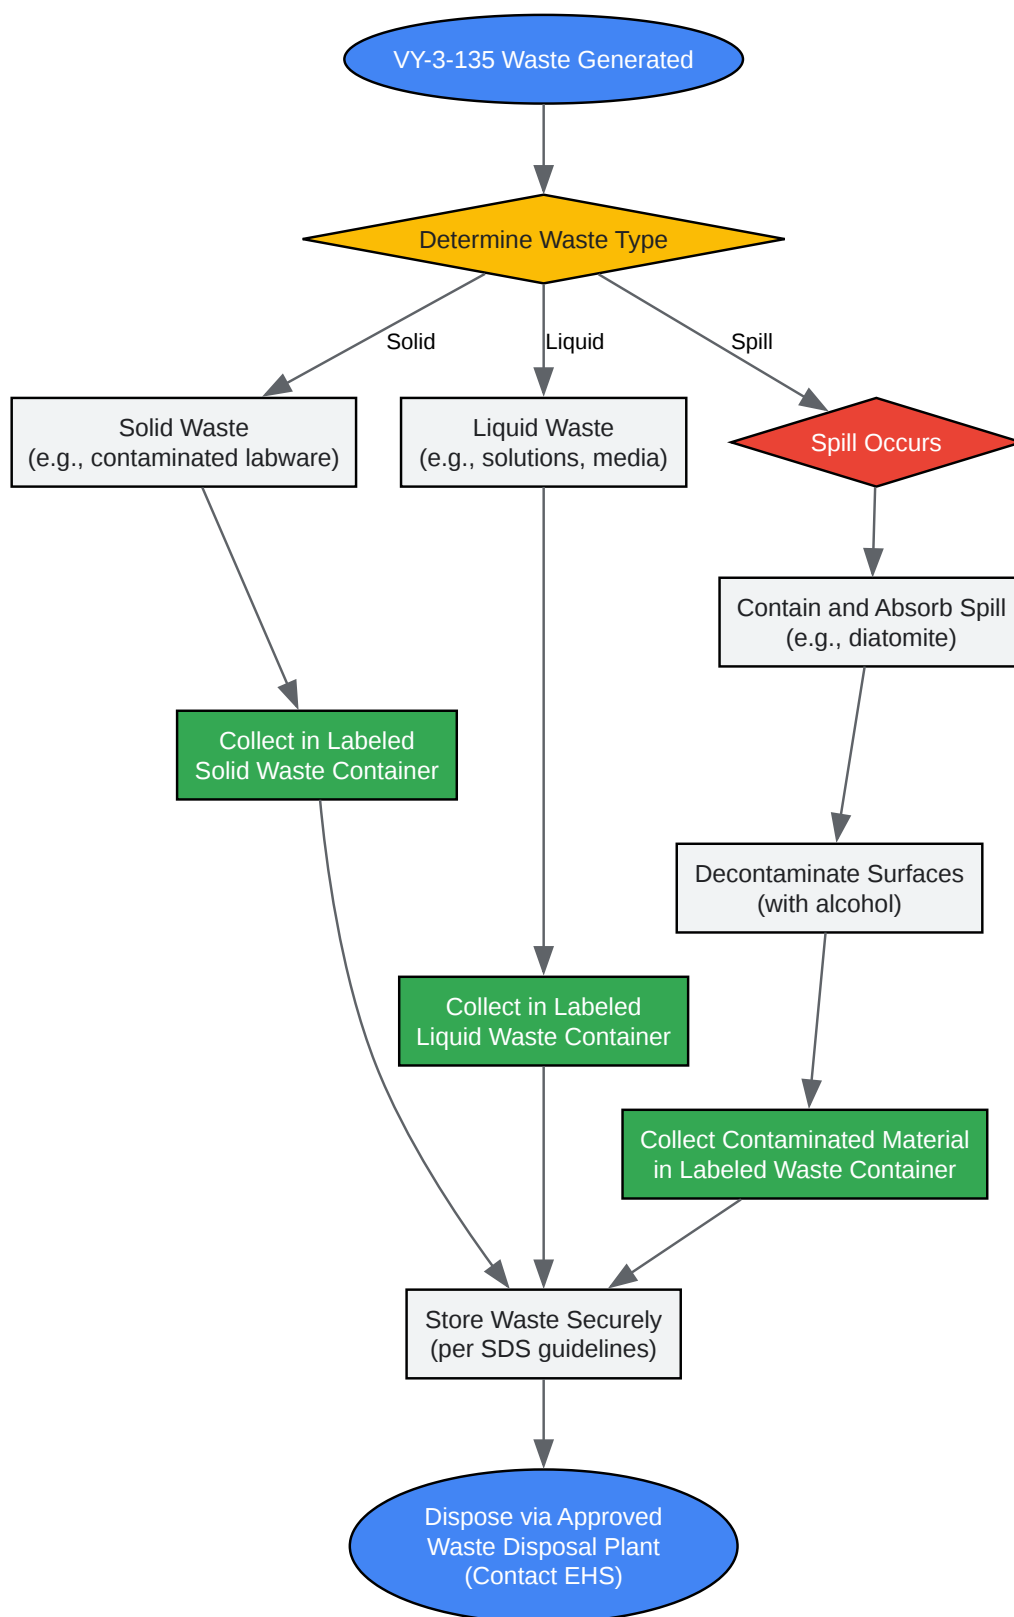 VY-3-135 Waste Generated
Determine Waste Type
Solid
Liquid
Spill
Solid Waste
(e.g., contaminated labware)
Liquid Waste
(e.g., solutions, media)
Spill Occurs
Contain and Absorb Spill
(e.g., diatomite)
Collect in Labeled
Solid Waste Container
Decontaminate Surfaces
(with alcohol)
Collect in Labeled
Liquid Waste Container
Collect Contaminated Material
in Labeled Waste Container
Store Waste Securely
(per SDS guidelines)
Dispose via Approved
Waste Disposal Plant
(Contact EHS)